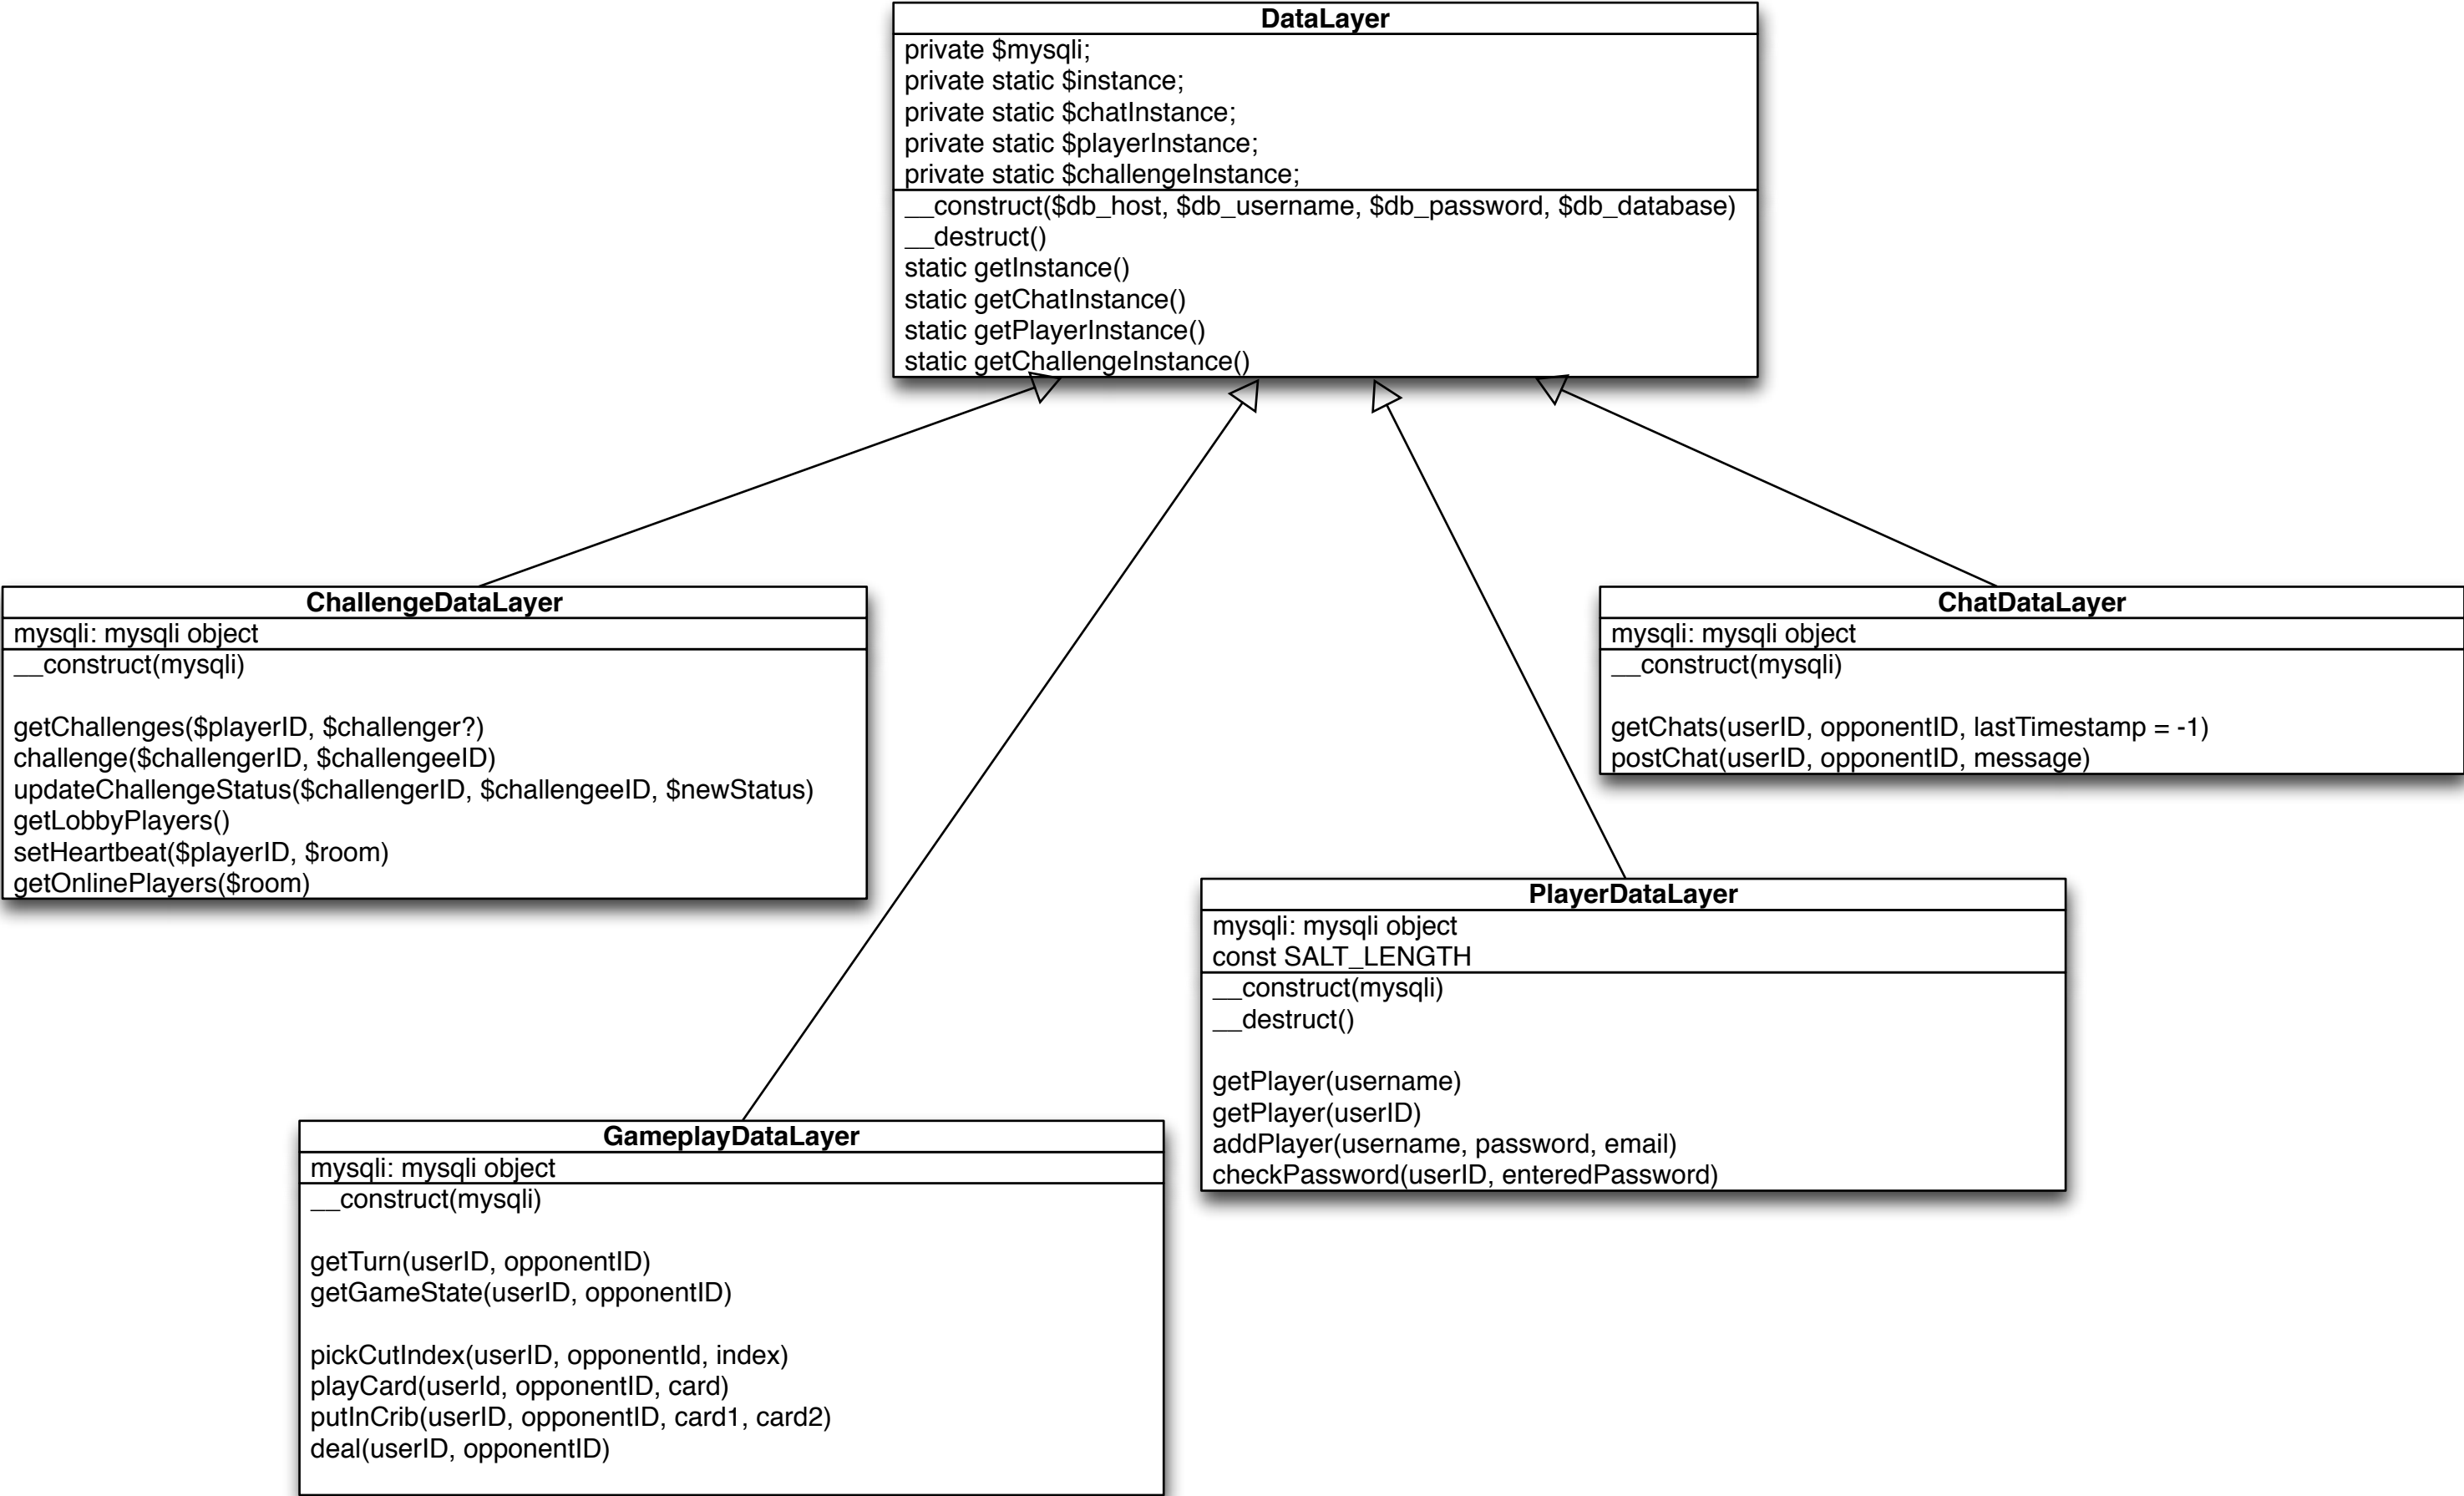 DataLayer
private $mysqli;
private static $instance;
private static $chatInstance;
private static $playerInstance;
private static $challengeInstance;
__construct($db_host, $db_username, $db_password, $db_database)
__destruct()
static getInstance()
static getChatInstance()
static getPlayerInstance()
static getChallengeInstance()
ChallengeDataLayer
mysqli: mysqli object
__construct(mysqli)
getChallenges($playerID, $challenger?)
challenge($challengerID, $challengeeID)
updateChallengeStatus($challengerID, $challengeeID, $newStatus)
getLobbyPlayers()
setHeartbeat($playerID, $room)
getOnlinePlayers($room)
ChatDataLayer
mysqli: mysqli object
__construct(mysqli)
getChats(userID, opponentID, lastTimestamp = -1)
postChat(userID, opponentID, message)
PlayerDataLayer
mysqli: mysqli object
const SALT_LENGTH
__construct(mysqli)
__destruct()
getPlayer(username)
getPlayer(userID)
addPlayer(username, password, email)
checkPassword(userID, enteredPassword)
GameplayDataLayer
mysqli: mysqli object
__construct(mysqli)
getTurn(userID, opponentID)
getGameState(userID, opponentID)
pickCutIndex(userID, opponentId, index)
playCard(userId, opponentID, card)
putInCrib(userID, opponentID, card1, card2)
deal(userID, opponentID)